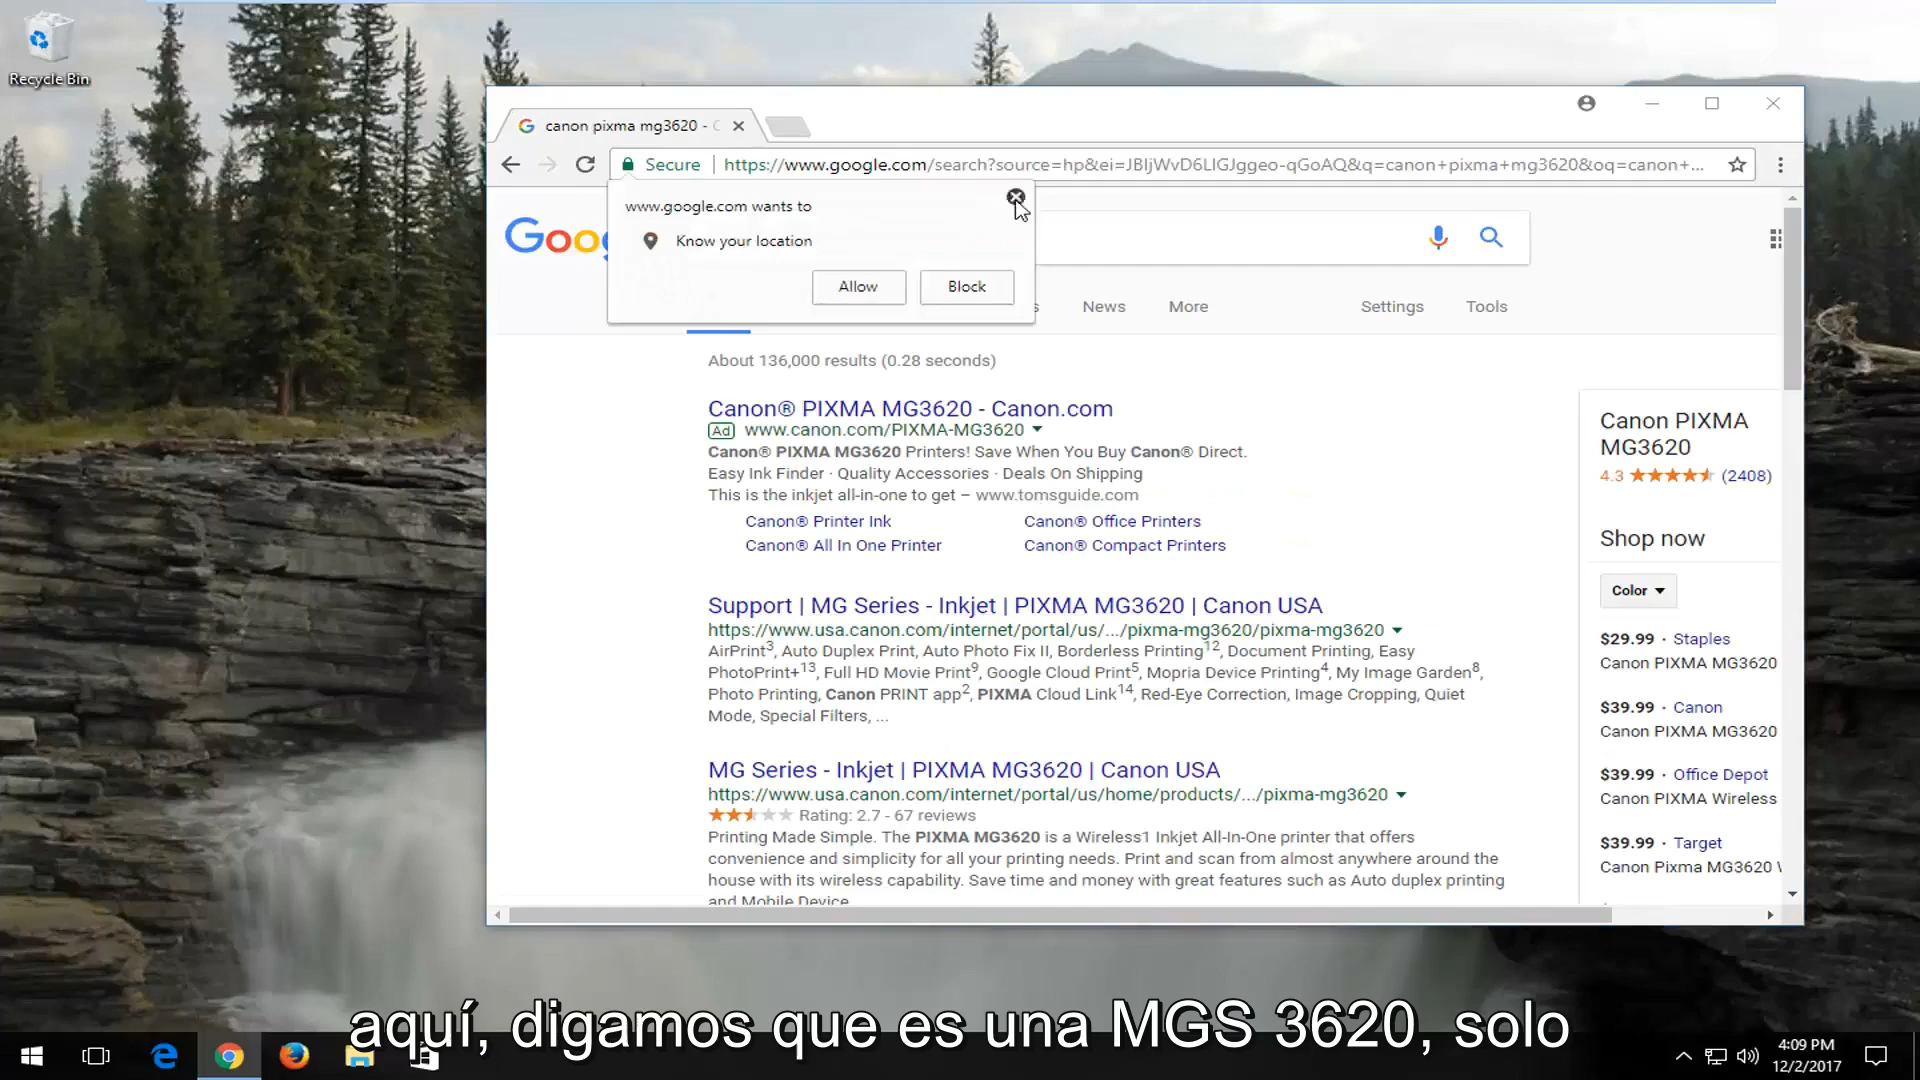 Recycle Bin
canon pixma mg3620 -
Secure https://www.google.com/search?source=hp&ei=JBljWvD6LIGJggeo-qGoAQ&q=canon+pixma+mg3620&oq=canon+...
www.google.com wants to
Know your location
Allow Block
Goog
News More Settings Tools
About 136,000 results (0.28 seconds)
Canon® PIXMA MG3620 - Canon.com
Ad www.canon.com/PIXMA-MG3620
Canon® PIXMA MG3620 Printers! Save When You Buy Canon® Direct.
Easy Ink Finder · Quality Accessories · Deals On Shipping
This is the inkjet all-in-one to get – www.tomsguide.com
Canon® Printer Ink Canon® Office Printers
Canon® All In One Printer Canon® Compact Printers
Support | MG Series - Inkjet | PIXMA MG3620 | Canon USA
https://www.usa.canon.com/internet/portal/us/.../pixma-mg3620/pixma-mg3620
AirPrint3, Auto Duplex Print, Auto Photo Fix II, Borderless Printing12, Document Printing, Easy
PhotoPrint+13, Full HD Movie Print9, Google Cloud Print5, Mopria Device Printing4, My Image Garden8,
Photo Printing, Canon PRINT app2, PIXMA Cloud Link14, Red-Eye Correction, Image Cropping, Quiet
Mode, Special Filters, ...
MG Series - Inkjet | PIXMA MG3620 | Canon USA
https://www.usa.canon.com/internet/portal/us/home/products/.../pixma-mg3620
Rating: 2.7 - 67 reviews
Printing Made Simple. The PIXMA MG3620 is a Wireless1 Inkjet All-In-One printer that offers
convenience and simplicity for all your printing needs. Print and scan from almost anywhere around the
house with its wireless capability. Save time and money with great features such as Auto duplex printing
and Mobile Device
Canon PIXMA
MG3620
4.3 (2408)
Shop now
Color
$29.99 · Staples
Canon PIXMA MG3620
$39.99 · Canon
Canon PIXMA MG3620
$39.99 · Office Depot
Canon PIXMA Wireless
$39.99 · Target
Canon Pixma MG3620
aquí, digamos que es una MGS 3620, solo
4:09 PM
12/2/2017